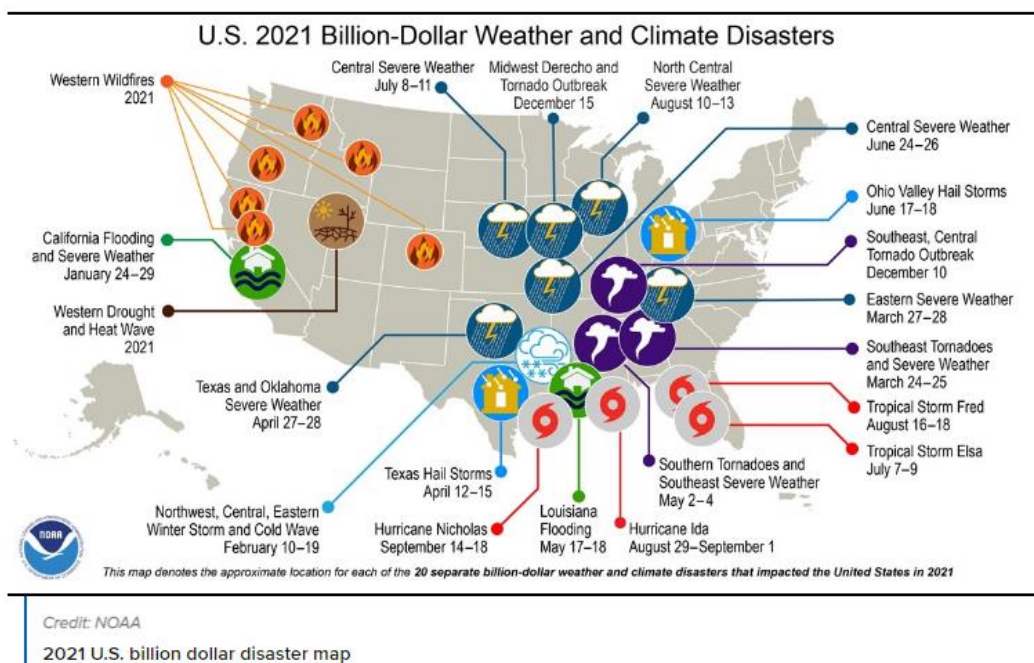 U.S. 2021 Billion-Dollar Weather and Climate Disasters
Western Wildfires
2021
Central Severe Weather
July 8–11
Midwest Derecho and
Tornado Outbreak
December 15
North Central
Severe Weather
August 10–13
Central Severe Weather
June 24–26
Ohio Valley Hail Storms
June 17–18
California Flooding
and Severe Weather
January 24–29
Southeast, Central
Tornado Outbreak
December 10
Eastern Severe Weather
March 27–28
Western Drought
and Heat Wave
2021
Southeast Tornadoes
and Severe Weather
March 24–25
Texas and Oklahoma
Severe Weather
April 27–28
Tropical Storm Fred
August 16–18
Tropical Storm Elsa
July 7–9
Texas Hail Storms
April 12–15
Southern Tornadoes and
Southeast Severe Weather
May 2–4
Northwest, Central, Eastern
Winter Storm and Cold Wave
February 10–19
Hurricane Nicholas
September 14–18
Louisiana
Flooding
May 17–18
Hurricane Ida
August 29–September 1
NOAA
This map denotes the approximate location for each of the 20 separate billion-dollar weather and climate disasters that impacted the United States in 2021
Credit: NOAA
2021 U.S. billion dollar disaster map